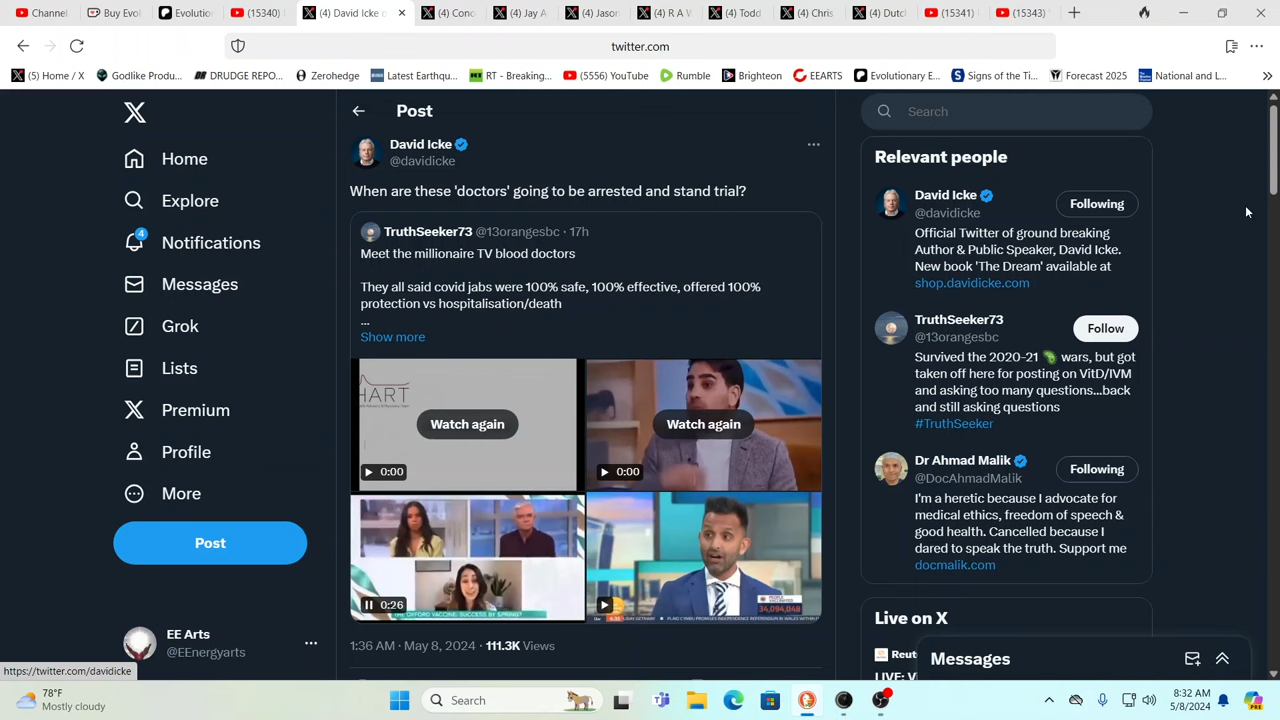 Channel
Buy Evol
Evolution
(15340)
(4) David Icke o
(4) Cono
(4) Jay A
(4) Jason
(4) R A W
(4) Todd
(4) Chris
(4) Dutc
(15341)
(15343)
twitter.com
(5) Home / X
Godlike Produ...
DRUDGE REPO...
Zerohedge
Latest Earthqu...
RT - Breaking...
(5556) YouTube
Rumble
Brighteon
EEARTS
Evolutionary E...
Signs of the Ti...
Forecast 2025
National and L...
Home
Explore
4
Notifications
Messages
Grok
Lists
Premium
Profile
More
Post
EE Arts
@EEnergyarts
https://twitter.com/davidicke
Post
David Icke
@davidicke
When are these 'doctors' going to be arrested and stand trial?
TruthSeeker73 @13orangesbc · 17h
Meet the millionaire TV blood doctors
They all said covid jabs were 100% safe, 100% effective, offered 100%
protection vs hospitalisation/death
...
Show more
HART
Watch again
0:00
Watch again
0:00
0:26
THE OXFORD VACCINE: SUCCESS BY SPRING?
PEOPLE VACCINATED
34,094,048
1:36 AM · May 8, 2024 · 111.3K Views
Search
Relevant people
David Icke
@davidicke
Following
Official Twitter of ground breaking
Author & Public Speaker, David Icke.
New book 'The Dream' available at
shop.davidicke.com
TruthSeeker73
@13orangesbc
Follow
Survived the 2020-21 🦠 wars, but got
taken off here for posting on VitD/IVM
and asking too many questions...back
and still asking questions
#TruthSeeker
Dr Ahmad Malik
@DocAhmadMalik
Following
I'm a heretic because I advocate for
medical ethics, freedom of speech &
good health. Cancelled because I
dared to speak the truth. Support me
docmalik.com
Live on X
Reut
LIVE:
Messages
78°F
Mostly cloudy
Search
8:32 AM
5/8/2024